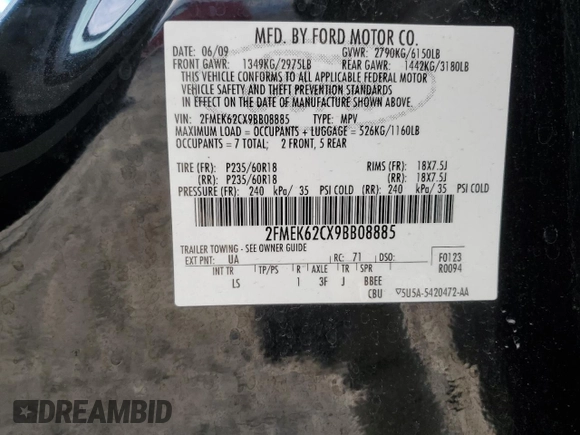 MFD. BY FORD MOTOR CO.
DATE: 06/09 GVWR: 2790KG/6150LB
FRONT GAWR: 1349KG/2975LB REAR GAWR: 1442KG/3180LB
THIS VEHICLE CONFORMS TO ALL APPLICABLE FEDERAL MOTOR
VEHICLE SAFETY AND THEFT PREVENTION STANDARDS
IN EFFECT ON THE DATE OF MANUFACTURE SHOWN ABOVE.
VIN: 2FMEK62CX9BB08885 TYPE: MPV
MAXIMUM LOAD = OCCUPANTS + LUGGAGE = 526KG/1160LB
OCCUPANTS = 7 TOTAL; 2 FRONT, 5 REAR
TIRE (FR): P235/60R18 RIMS (FR): 18X7.5J
(RR): P235/60R18 (RR): 18X7.5J
PRESSURE (FR): 240 kPa/ 35 PSI COLD (RR): 240 kPa/ 35 PSI COLD
2FMEK62CX9BB08885
TRAILER TOWING - SEE OWNER GUIDE
EXT PNT: UA RC: 71 DSO: F0123
INT TR TP/PS R AXLE TR SPR R0094
LS 1 3F J BBEE
CBU 5U5A-5420472-AA
DREAMBID